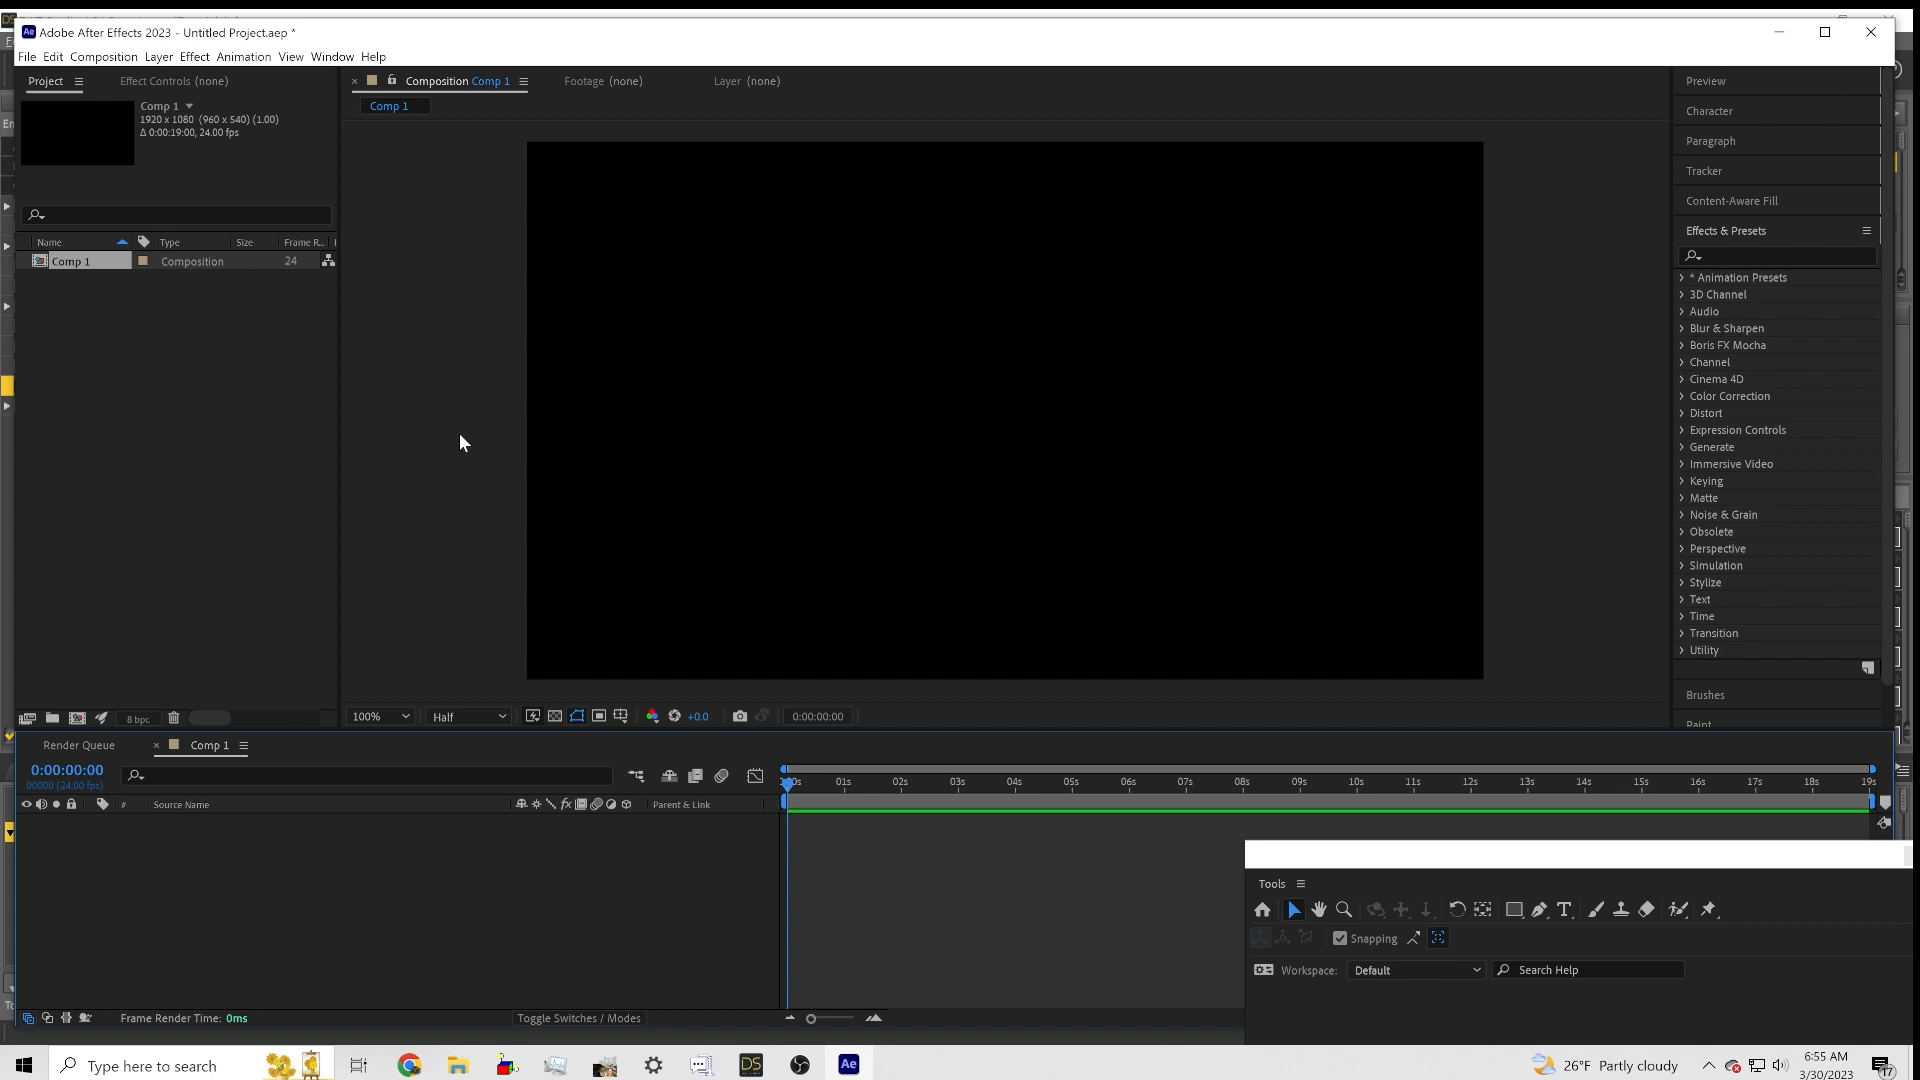 Adobe After Effects 2023 - Untitled Project.aep *
File Edit Composition Layer Effect Animation View Window Help
Project Effect Controls (none)
Composition Comp 1 Footage (none) Layer (none)
Comp 1
Comp 1
1920 x 1080 (960 x 540) (1.00)
Δ 0:00:19:00, 24.00 fps
Name Type Size Frame R...
Comp 1 Composition 24
8 bpc
100% Half +0.0 0:00:00:00
Preview
Character
Paragraph
Tracker
Content-Aware Fill
Effects & Presets
* Animation Presets
3D Channel
Audio
Blur & Sharpen
Boris FX Mocha
Channel
Cinema 4D
Color Correction
Distort
Expression Controls
Generate
Immersive Video
Keying
Matte
Noise & Grain
Obsolete
Perspective
Simulation
Stylize
Text
Time
Transition
Utility
Brushes
Paint
Render Queue Comp 1
0:00:00:00
00000 (24.00 fps)
01s 02s 03s 04s 05s 06s 07s 08s 09s 10s 11s 12s 13s 14s 15s 16s 17s 18s 19s
# Source Name Parent & Link
Tools
Snapping
Workspace: Default Search Help
Frame Render Time: 0ms Toggle Switches / Modes
Type here to search
DS
Ae
26°F Partly cloudy
6:55 AM
3/30/2023
17